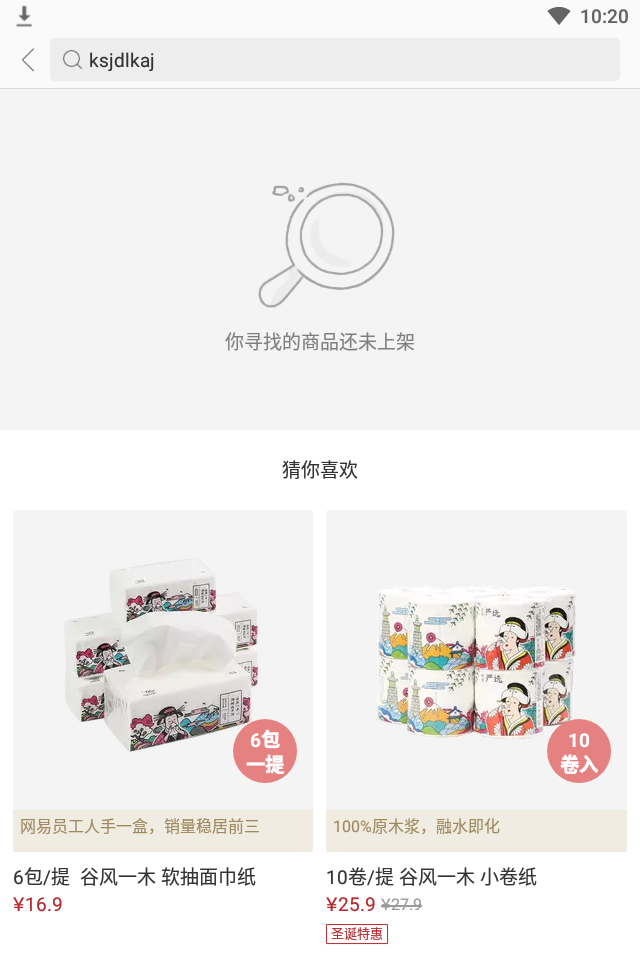 10:20
ksjdlkaj
你寻找的商品还未上架
猜你喜欢
严选
严选
6包
一提
10
卷入
网易员工人手一盒，销量稳居前三
100%原木浆，融水即化
6包/提 谷风一木 软抽面巾纸
10卷/提 谷风一木 小卷纸
¥16.9
¥25.9 ¥27.9
圣诞特惠